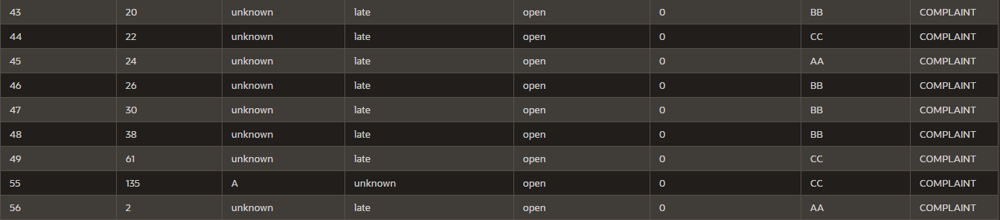 43 20 unknown late open 0 BB COMPLAINT
44 22 unknown late open 0 CC COMPLAINT
45 24 unknown late open 0 AA COMPLAINT
46 26 unknown late open 0 BB COMPLAINT
47 30 unknown late open 0 BB COMPLAINT
48 38 unknown late open 0 BB COMPLAINT
49 61 unknown late open 0 CC COMPLAINT
55 135 A unknown open 0 CC COMPLAINT
56 2 unknown late open 0 AA COMPLAINT